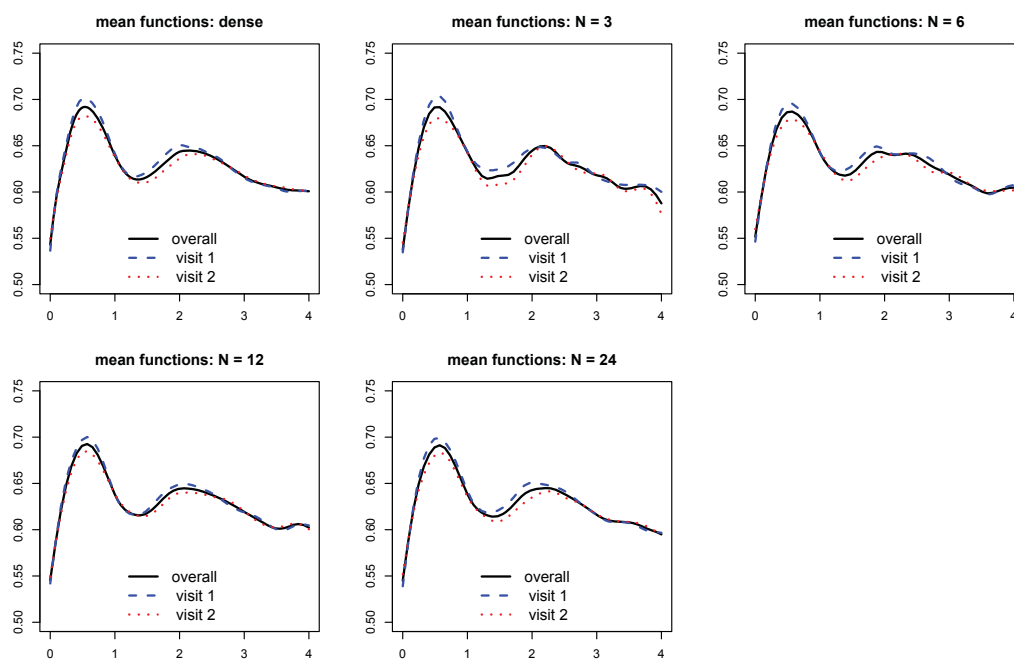 mean functions: dense
mean functions: N = 3
mean functions: N = 6
0.75
0.70
0.65
0.60
0.55
0.50
overall
visit 1
visit 2
0 1 2 3 4
0.75
0.70
0.65
0.60
0.55
0.50
overall
visit 1
visit 2
0 1 2 3 4
0.75
0.70
0.65
0.60
0.55
0.50
overall
visit 1
visit 2
0 1 2 3 4
mean functions: N = 12
mean functions: N = 24
0.75
0.70
0.65
0.60
0.55
0.50
overall
visit 1
visit 2
0 1 2 3 4
0.75
0.70
0.65
0.60
0.55
0.50
overall
visit 1
visit 2
0 1 2 3 4